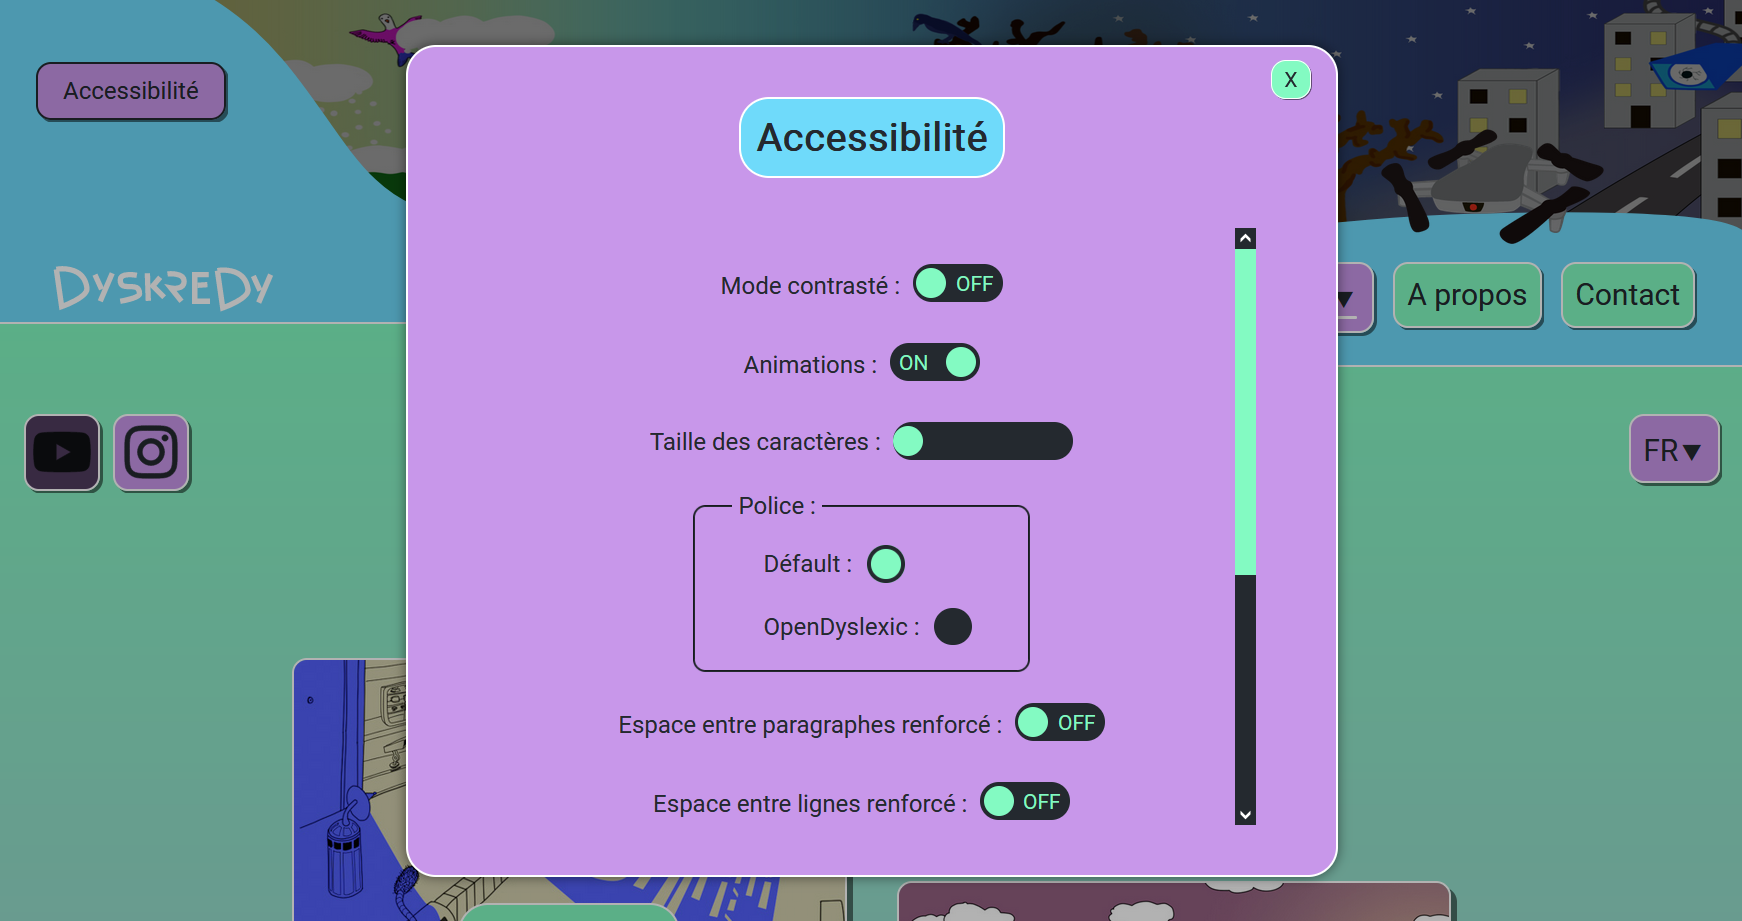 Accessibilité
X
Accessibilité
DYSKREDY
Mode contrasté : OFF
▼
A propos
Contact
Animations : ON
Taille des caractères :
FR▼
Police :
Défault :
OpenDyslexic :
Espace entre paragraphes renforcé : OFF
Espace entre lignes renforcé : OFF